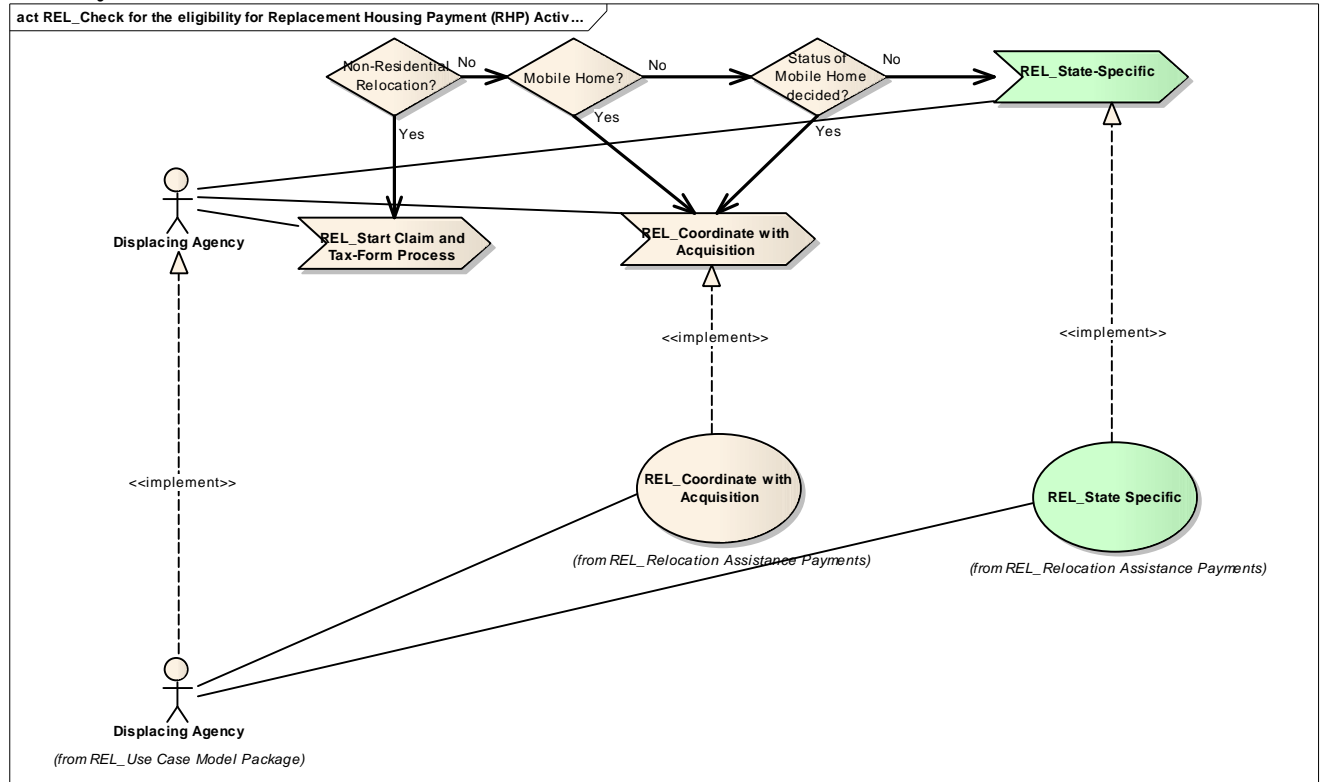 act REL_Check for the eligibility for Replacement Housing Payment (RHP) Activ...
Non-Residential
Relocation?
No
Mobile Home?
No
Status of
Mobile Home
decided?
No
REL_State-Specific
Yes
Yes
Yes
Displacing Agency
REL_Start Claim and
Tax-Form Process
REL_Coordinate with
Acquisition
<<implement>>
<<implement>>
<<implement>>
REL_Coordinate with
Acquisition
REL_State Specific
(from REL_Relocation Assistance Payments)
(from REL_Relocation Assistance Payments)
Displacing Agency
(from REL_Use Case Model Package)